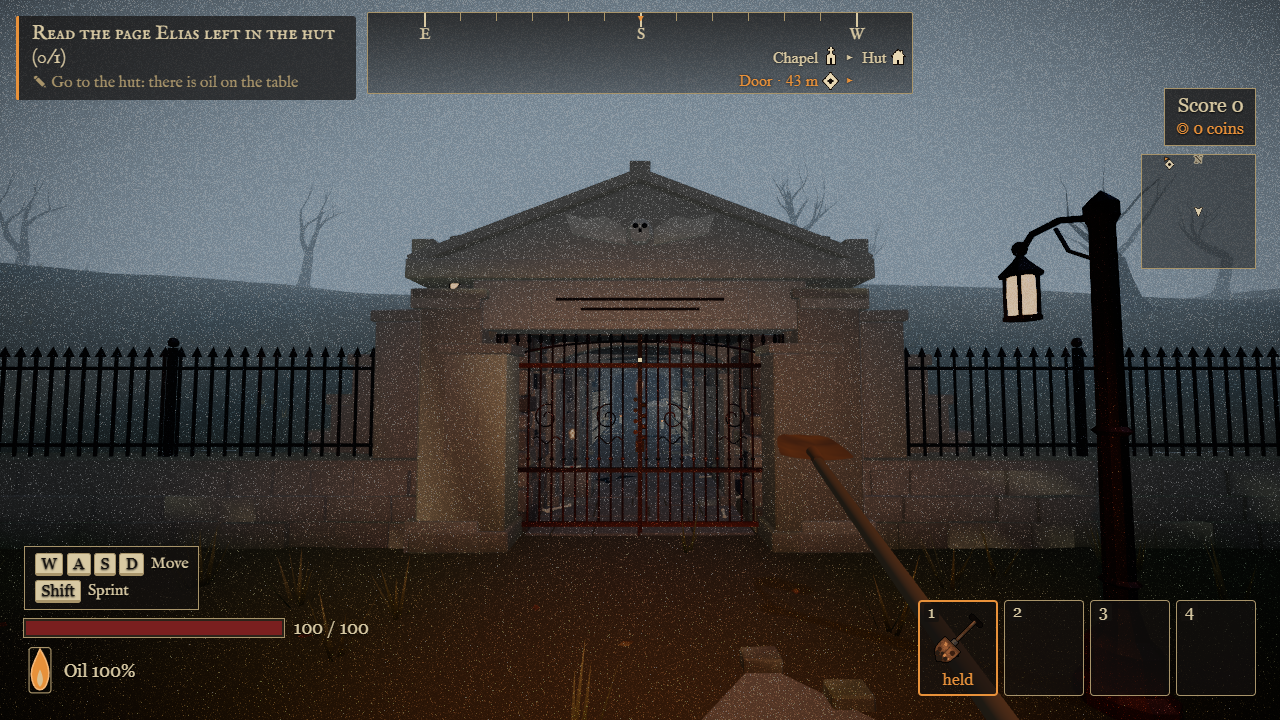 Read the page Elias left in the hut
(0/1)
Go to the hut: there is oil on the table
E
S
W
Chapel
Hut
Door · 43 m
Score 0
0 coins
N
W A S D Move
Shift Sprint
100 / 100
Oil 100%
1
held
2
3
4